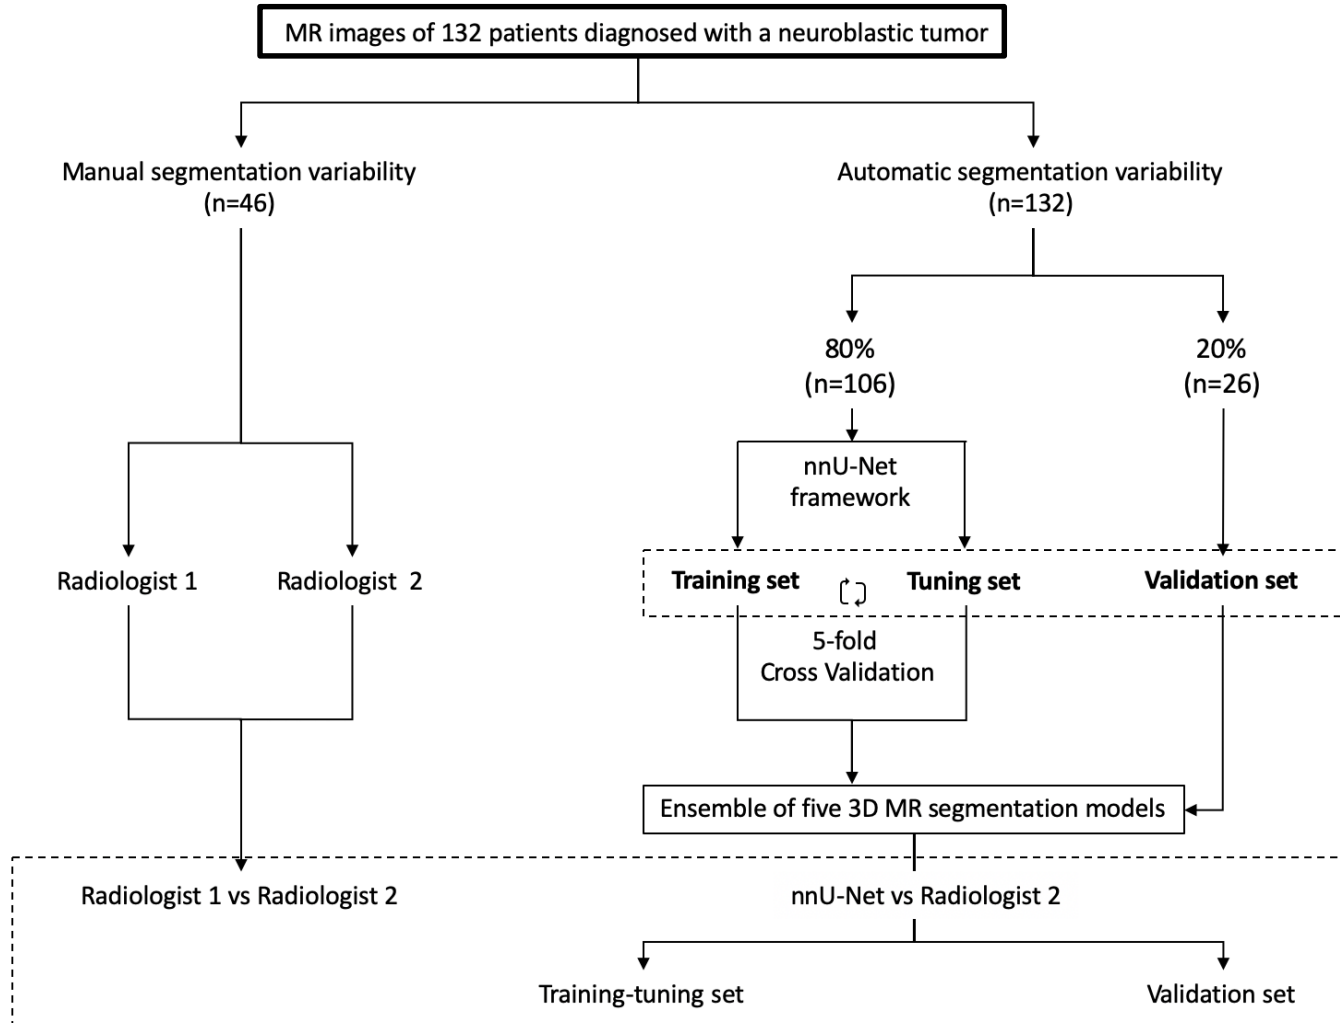 MR images of 132 patients diagnosed with a neuroblastic tumor
Manual segmentation variability
(n=46)
Automatic segmentation variability
(n=132)
80%
(n=106)
20%
(n=26)
nnU-Net
framework
Radiologist 1
Radiologist 2
Training set
Tuning set
Validation set
5-fold
Cross Validation
Ensemble of five 3D MR segmentation models
Radiologist 1 vs Radiologist 2
nnU-Net vs Radiologist 2
Training-tuning set
Validation set